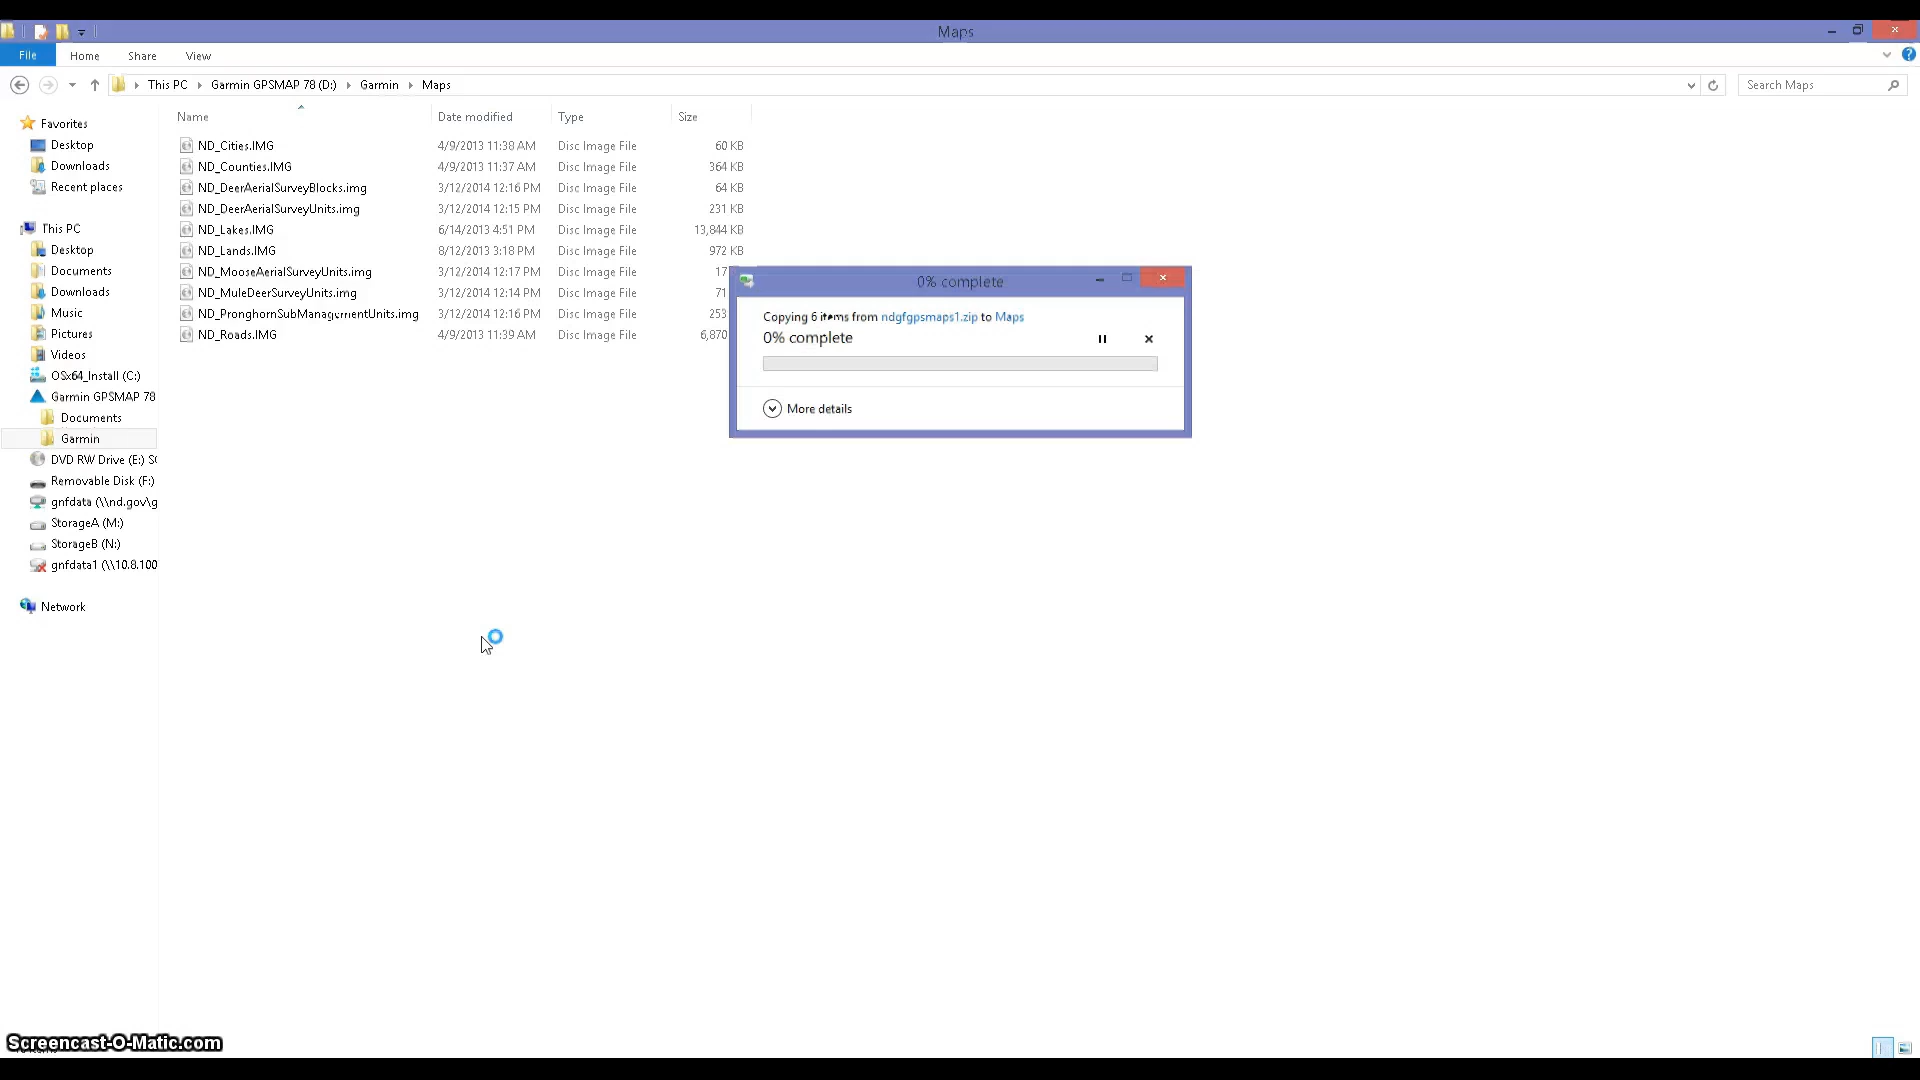 Maps
File Home Share View
This PC Garmin GPSMAP 78 (D:) Garmin Maps
Search Maps
Name Date modified Type Size
Favorites
Desktop
Downloads
Recent places
This PC
Desktop
Documents
Downloads
Music
Pictures
Videos
OSx64_Install (C:)
Garmin GPSMAP 78
Documents
Garmin
DVD RW Drive (E:) SC
Removable Disk (F:)
gnfdata (\\nd.gov\g
StorageA (M:)
StorageB (N:)
gnfdata1 (\\10.8.100
Network
ND_Cities.IMG 4/9/2013 11:38 AM Disc Image File 60 KB
ND_Counties.IMG 4/9/2013 11:37 AM Disc Image File 364 KB
ND_DeerAerialSurveyBlocks.img 3/12/2014 12:16 PM Disc Image File 64 KB
ND_DeerAerialSurveyUnits.img 3/12/2014 12:15 PM Disc Image File 231 KB
ND_Lakes.IMG 6/14/2013 4:51 PM Disc Image File 13,844 KB
ND_Lands.IMG 8/12/2013 3:18 PM Disc Image File 972 KB
ND_MooseAerialSurveyUnits.img 3/12/2014 12:17 PM Disc Image File 17
ND_MuleDeerSurveyUnits.img 3/12/2014 12:14 PM Disc Image File 71
ND_PronghornSubManagementUnits.img 3/12/2014 12:16 PM Disc Image File 253
ND_Roads.IMG 4/9/2013 11:39 AM Disc Image File 6,870
0% complete
Copying 6 items from ndgfgpsmaps1.zip to Maps
0% complete
More details
Screencast-O-Matic.com